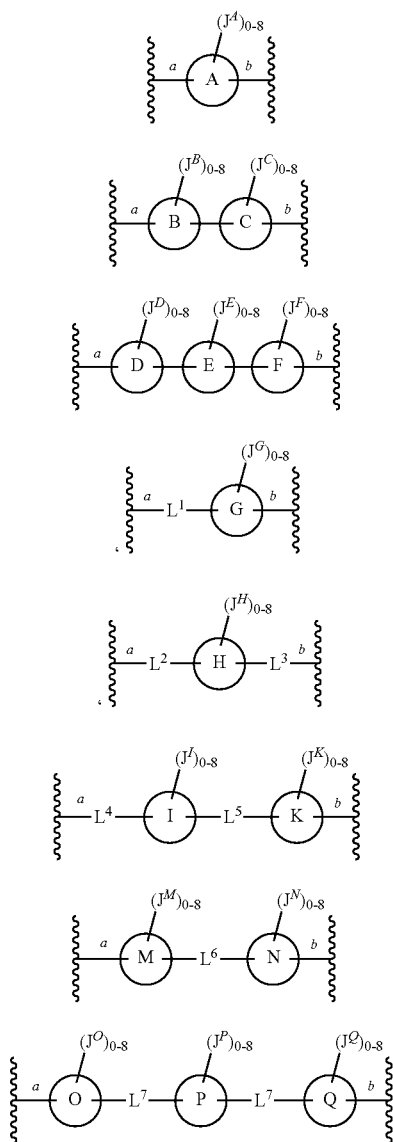 (J^A)0-8
a A b
(J^B)0-8 (J^C)0-8
a B C b
(J^D)0-8 (J^E)0-8 (J^F)0-8
a D E F b
(J^G)0-8
a L^1 G b
‘
(J^H)0-8
a L^2 H L^3 b
‘
(J^I)0-8 (J^K)0-8
a L^4 I L^5 K b
(J^M)0-8 (J^N)0-8
a M L^6 N b
(J^O)0-8 (J^P)0-8 (J^Q)0-8
a O L^7 P L^7 Q b